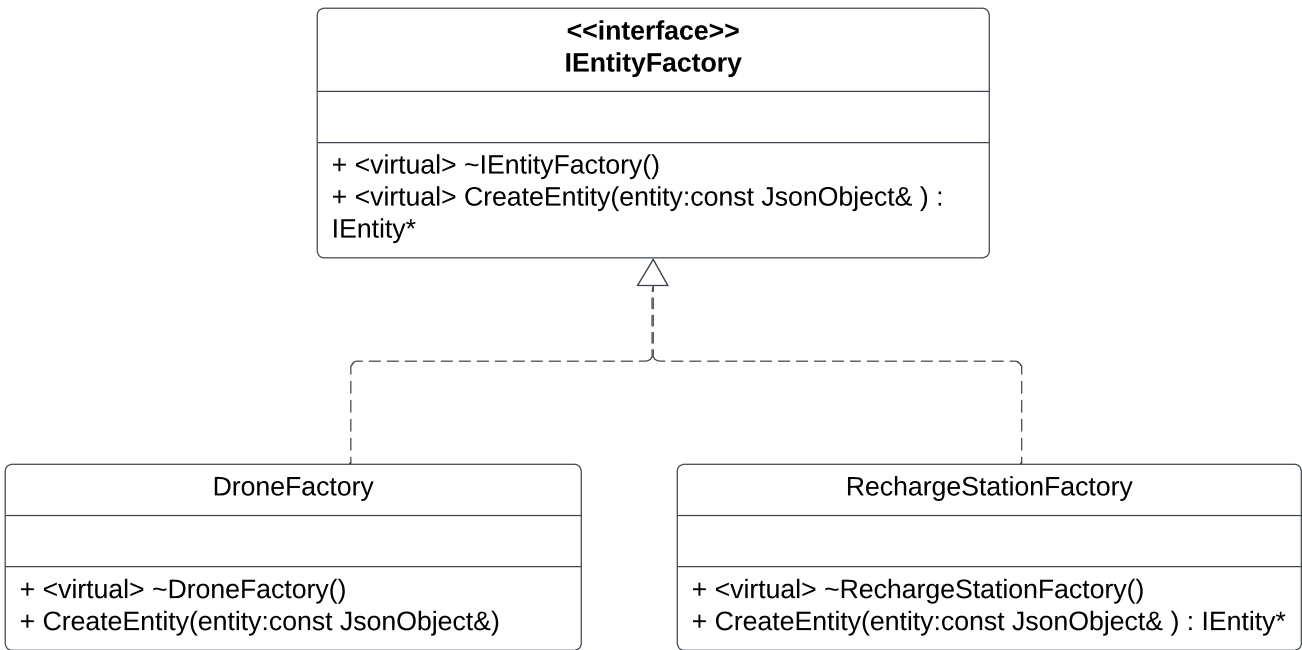 <<interface>>
IEntityFactory
+ <virtual> ~IEntityFactory()
+ <virtual> CreateEntity(entity:const JsonObject& ) :
IEntity*
DroneFactory
+ <virtual> ~DroneFactory()
+ CreateEntity(entity:const JsonObject&)
RechargeStationFactory
+ <virtual> ~RechargeStationFactory()
+ CreateEntity(entity:const JsonObject& ) : IEntity*